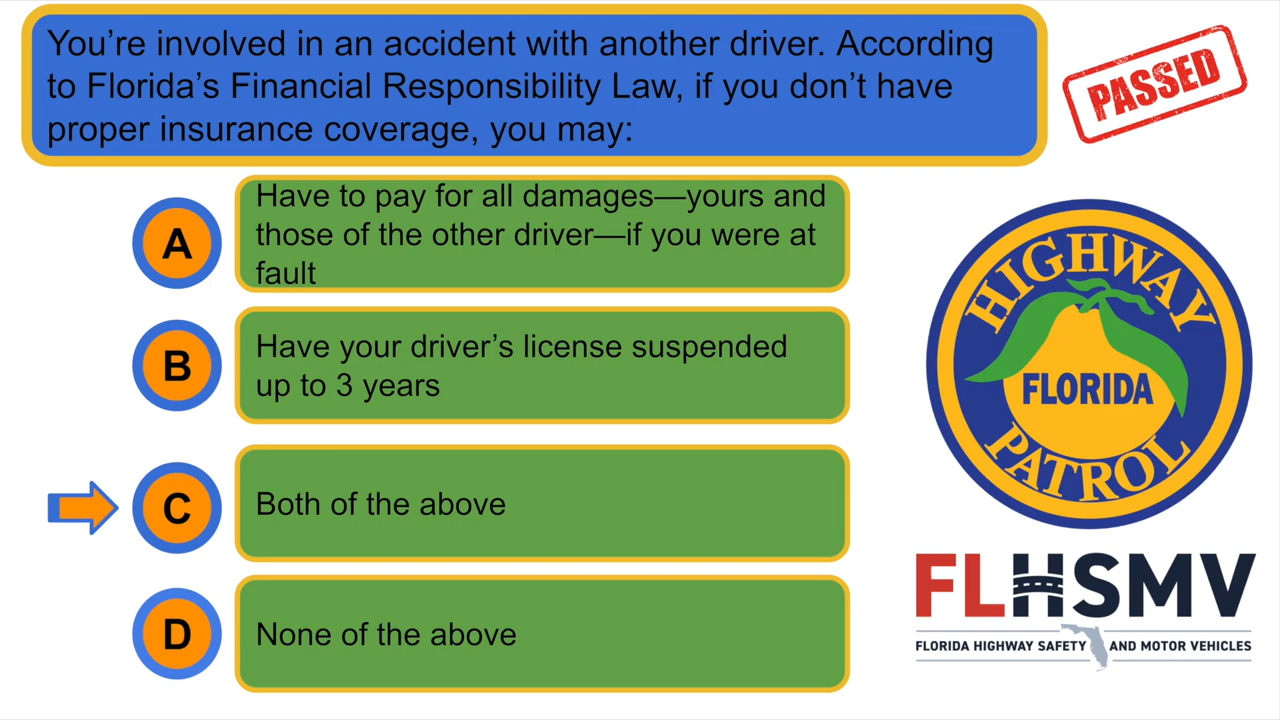 You’re involved in an accident with another driver. According
to Florida’s Financial Responsibility Law, if you don’t have
proper insurance coverage, you may:
PASSED
A
Have to pay for all damages—yours and
those of the other driver—if you were at
fault
B
Have your driver’s license suspended
up to 3 years
C
Both of the above
D
None of the above
HIGHWAY
FLORIDA
PATROL
FLHSMV
FLORIDA HIGHWAY SAFETY AND MOTOR VEHICLES